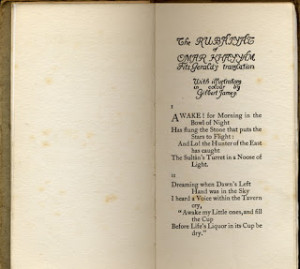 The RUBÁIYÁT
of
OMAR KHAYYÁM
FitzGerald's translation
With illustrations
in colour by
Gilbert James
I
AWAKE! for Morning in the
Bowl of Night
Has flung the Stone that puts the
Stars to Flight:
And Lo! the Hunter of the East
has caught
The Sultán's Turret in a Noose of
Light.
II
Dreaming when Dawn's Left
Hand was in the Sky
I heard a Voice within the Tavern
cry,
"Awake my Little ones, and fill
the Cup
Before Life's Liquor in its Cup be
dry."